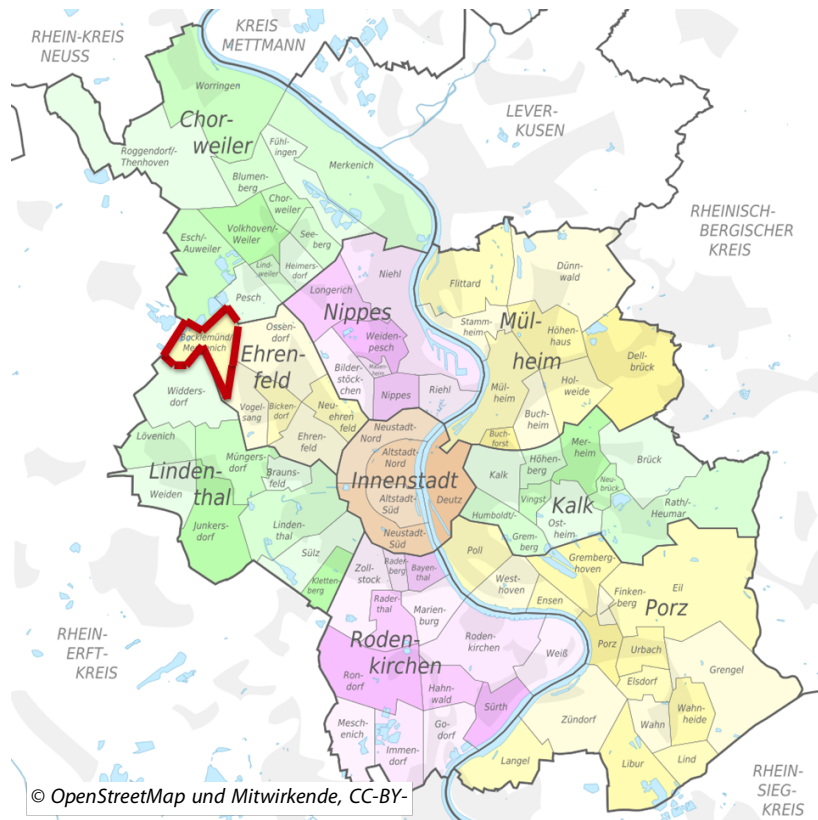 RHEIN-KREIS
NEUSS
KREIS
METTMANN
Worringen
Chor-
weiler
LEVER-
KUSEN
Roggendorf/-
Thenhoven
Fühl-
ingen
Merkenich
Blumen-
berg
Chor-
weiler
RHEINISCH-
BERGISCHER
KREIS
Esch/-
Auweiler
Volkhoven/-
Weiler
See-
berg
Lind-
weiler
Heimers-
dorf
Niehl
Dünn-
wald
Pesch
Longerich
Flittard
Nippes
Ossen-
dorf
Stamm-
heim
Mül-
heim
Höhen-
haus
Weiden-
pesch
Ehren-
feld
Bilder-
stöck-
chen
Dell-
brück
Widders-
dorf
Nippes
Riehl
Mül-
heim
Hol-
weide
Vogel-
sang
Bicken-
dorf
Neu-
ehren
feld
Buch-
heim
Lövenich
Ehren-
feld
Neustadt-
Nord
Buch-
forst
Mer-
heim
Altstadt-
Nord
Müngers-
dorf
Brauns-
feld
Innenstadt
Kalk
Höhen-
berg
Brück
Linden-
thal
Weiden
Altstadt-
Süd
Deutz
Vingst
Neu-
brück
Kalk
Rath/-
Heumar
Junkers-
dorf
Linden-
thal
Neustadt-
Süd
Humboldt/-
Gremberg
Ost-
heim
Sülz
Poll
Gremberg-
hoven
Kletten-
berg
Zoll-
stock
Rader
berg
Bayen-
thal
West-
hoven
Finken-
berg
Eil
Rader-
thal
Marien-
burg
Ensen
Porz
RHEIN-
ERFT-
KREIS
Roden-
kirchen
Roden-
kirchen
Weiß
Porz
Urbach
Grengel
Ron-
dorf
Hahn-
wald
Elsdorf
Sürth
Wahn-
heide
Mesch-
enich
Go-
dorf
Zündorf
Wahn
Immen-
dorf
Langel
Libur
Lind
RHEIN-
SIEG-
KREIS
© OpenStreetMap und Mitwirkende, CC-BY-